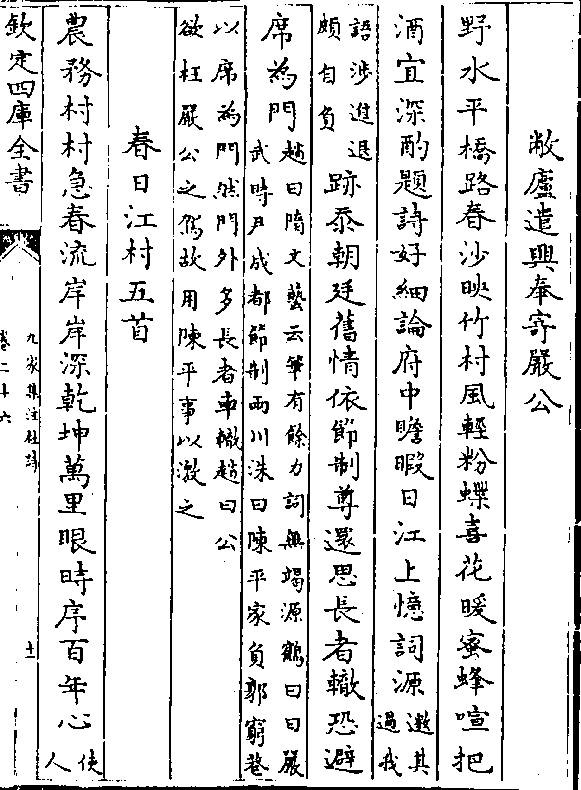 敝廬遣興奉寄嚴公
野水平橋路春沙映竹村風輕粉蝶喜花暖蜜蜂喧把
酒宜深酌題詩好細論府中瞻暇日江上憶詞源邀其
過我
語涉進退
頗自負
跡忝朝廷舊情依節制尊還思長者轍恐避
席為門
趙曰隋文藝云筆有餘力詞無竭源鶴曰曰嚴
武時尹成都節制兩川洙曰陳平家負郭窮巷
以席為門然門外多長者車轍趙曰公
欲枉嚴公之駕故用陳平事以激之
春日江村五首
農務村村急春流岸岸深乾坤萬里眼時序百年心
使
人
欽定四庫全書
九家集注杜詩
卷二十六
十一